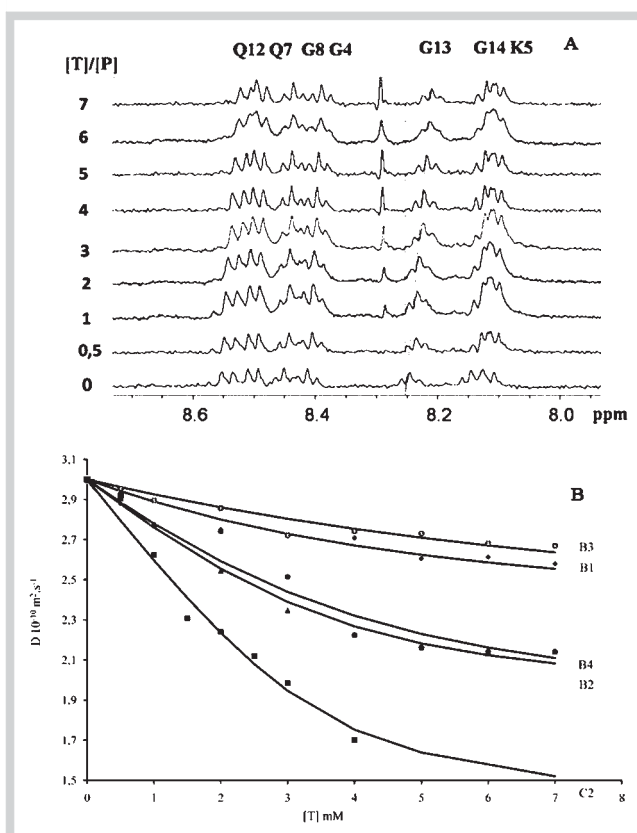 Q12 Q7 G8 G4 G13 G14 K5 A
[T]/[P]
7
6
5
4
3
2
1
0,5
0
8.6 8.4 8.2 8.0 ppm
3,1
B
2,9
2,7
2,5
2,3
2,1
1,9
1,7
1,5
D 10⁻¹⁰ m².s⁻¹
B3
B1
B4
B2
C2
0 1 2 3 4 5 6 7 8
[T] mM